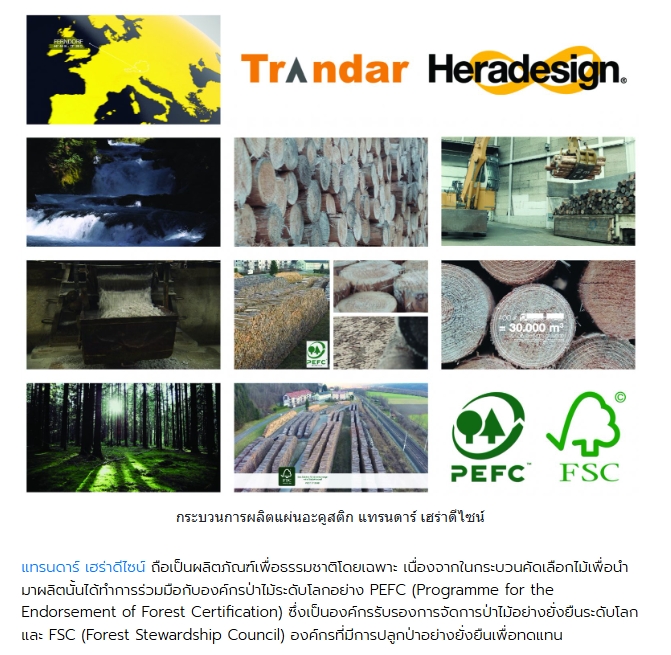 FERNDORF
Trandar
Heradesign®
PEFC
400 x
= 30.000 m³
FSC
PEFC™
©
FSC
กระบวนการผลิตแผ่นอะคูสติก แทรนดาร์ เฮร่าดีไซน์
แทรนดาร์ เฮร่าดีไซน์ ถือเป็นผลิตภัณฑ์เพื่อธรรมชาติโดยเฉพาะ เนื่องจากในกระบวนคัดเลือกไม้เพื่อนำ
มาผลิตนั้นได้ทำการร่วมมือกับองค์กรป่าไม้ระดับโลกอย่าง PEFC (Programme for the
Endorsement of Forest Certification) ซึ่งเป็นองค์กรรับรองการจัดการป่าไม้อย่างยั่งยืนระดับโลก
และ FSC (Forest Stewardship Council) องค์กรที่มีการปลูกป่าอย่างยั่งยืนเพื่อทดแทน